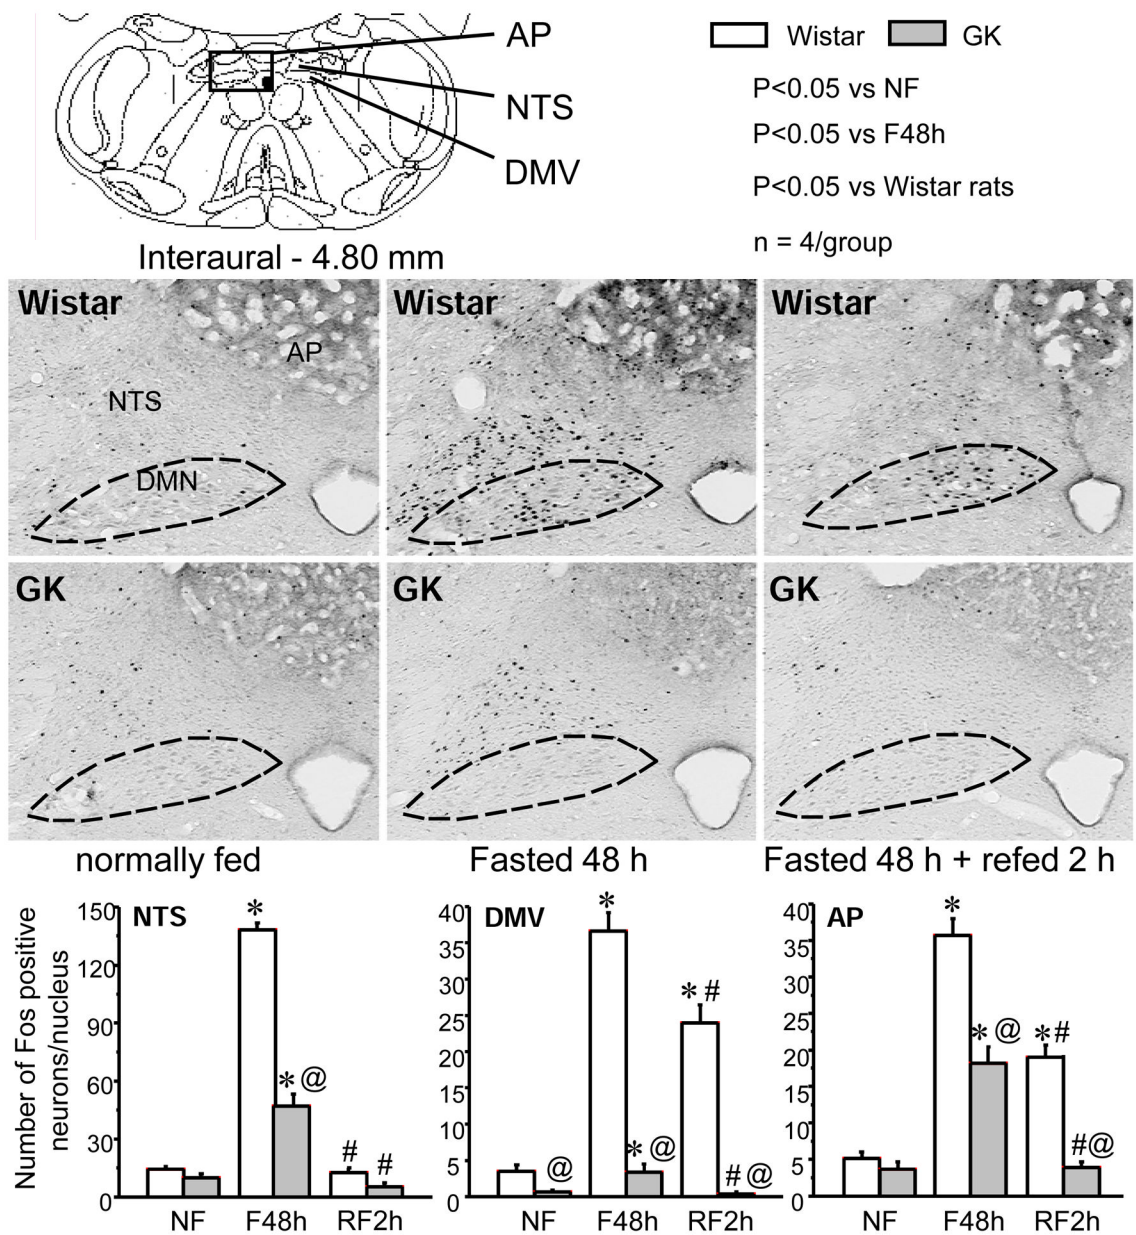 AP
NTS
DMV
Interaural - 4.80 mm
Wistar GK
P<0.05 vs NF
P<0.05 vs F48h
P<0.05 vs Wistar rats
n = 4/group
Wistar
AP
NTS
DMN
Wistar
Wistar
GK
GK
GK
normally fed
Fasted 48 h
Fasted 48 h + refed 2 h
Number of Fos positive
neurons/nucleus
NTS
150
120
90
60
30
0
*
* @
#
#
NF F48h RF2h
DMV
40
35
30
25
20
15
10
5
0
@
*
* @
* #
# @
NF F48h RF2h
AP
40
35
30
25
20
15
10
5
0
*
* @
* #
#@
NF F48h RF2h